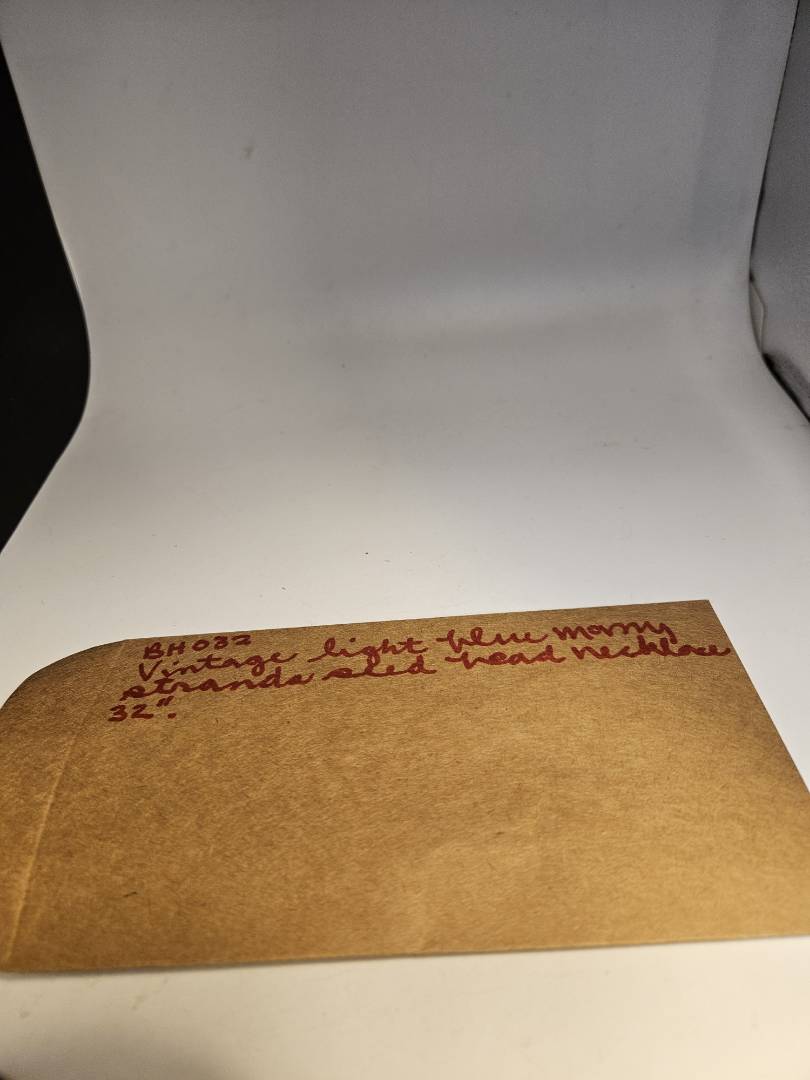 BH032
Vintage light blue many
strands seed bead necklace
32".